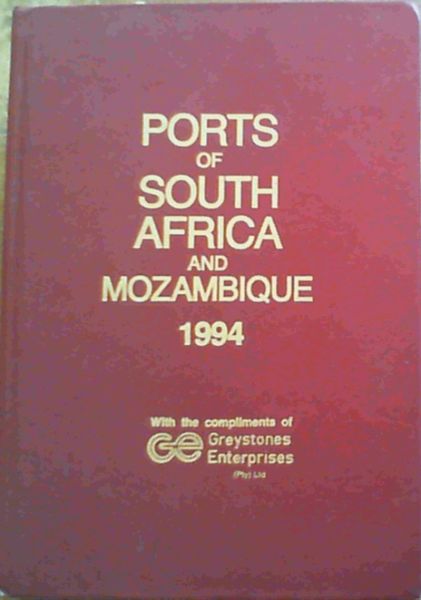 PORTS
OF
SOUTH
AFRICA
AND
MOZAMBIQUE
1994
With the compliments of
GE Greystones
Enterprises
(Pty) Ltd